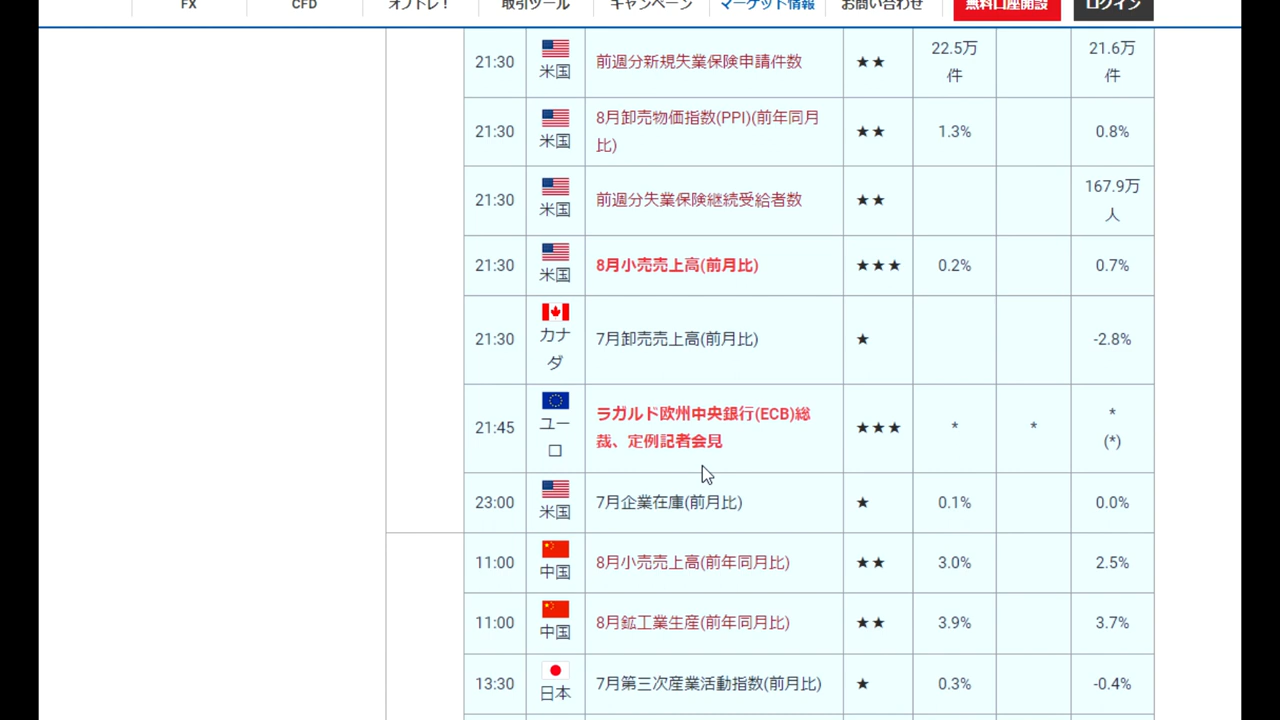 FX CFD オプトレ！ 取引ツール キャンペーン マーケット情報 お問い合わせ 無料口座開設 ログイン
21:30 米国 前週分新規失業保険申請件数 ★★ 22.5万 21.6万
件 件
21:30 米国 8月卸売物価指数(PPI)(前年同月 ★★ 1.3% 0.8%
比)
21:30 米国 前週分失業保険継続受給者数 ★★ 167.9万
人
21:30 米国 8月小売売上高(前月比) ★★★ 0.2% 0.7%
21:30 カナ 7月卸売売上高(前月比) ★ -2.8%
ダ
21:45 ユー ラガルド欧州中央銀行(ECB)総 ★★★ * * *
ロ 裁、定例記者会見 (*)
23:00 米国 7月企業在庫(前月比) ★ 0.1% 0.0%
11:00 中国 8月小売売上高(前年同月比) ★★ 3.0% 2.5%
11:00 中国 8月鉱工業生産(前年同月比) ★★ 3.9% 3.7%
13:30 日本 7月第三次産業活動指数(前月比) ★ 0.3% -0.4%